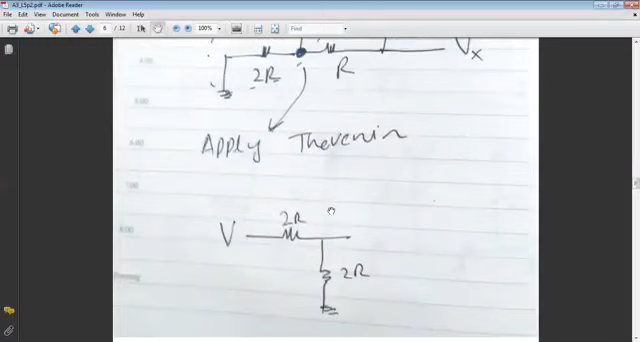 A3_L5p2.pdf - Adobe Reader
File Edit View Document Tools Window Help
6 / 12 100% Find
2R R Vx
Apply Thevenin
2R
V
2R